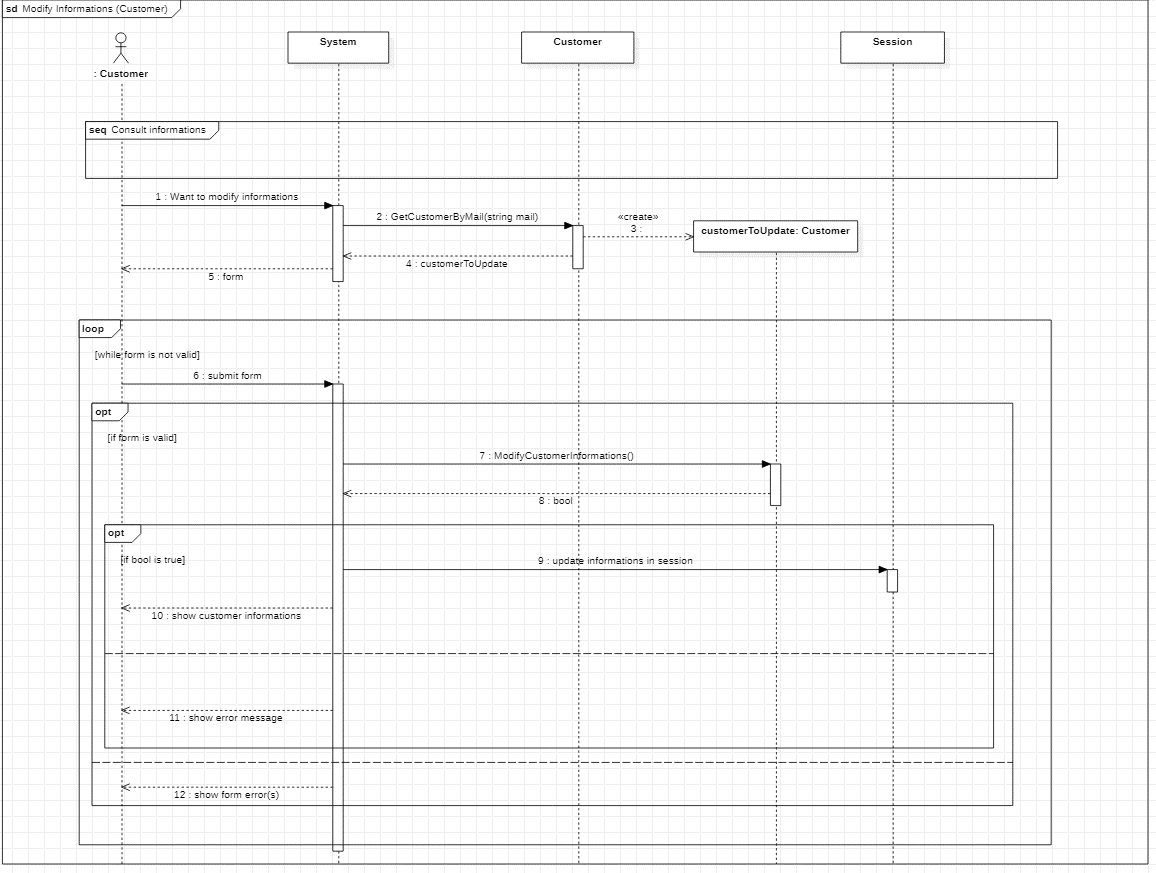 sd Modify Informations (Customer)
System
Customer
Session
: Customer
seq Consult informations
1 : Want to modify informations
2 : GetCustomerByMail(string mail)
«create»
3 :
customerToUpdate: Customer
4 : customerToUpdate
5 : form
loop
[while form is not valid]
6 : submit form
opt
[if form is valid]
7 : ModifyCustomerInformations()
8 : bool
opt
[if bool is true]
9 : update informations in session
10 : show customer informations
11 : show error message
12 : show form error(s)